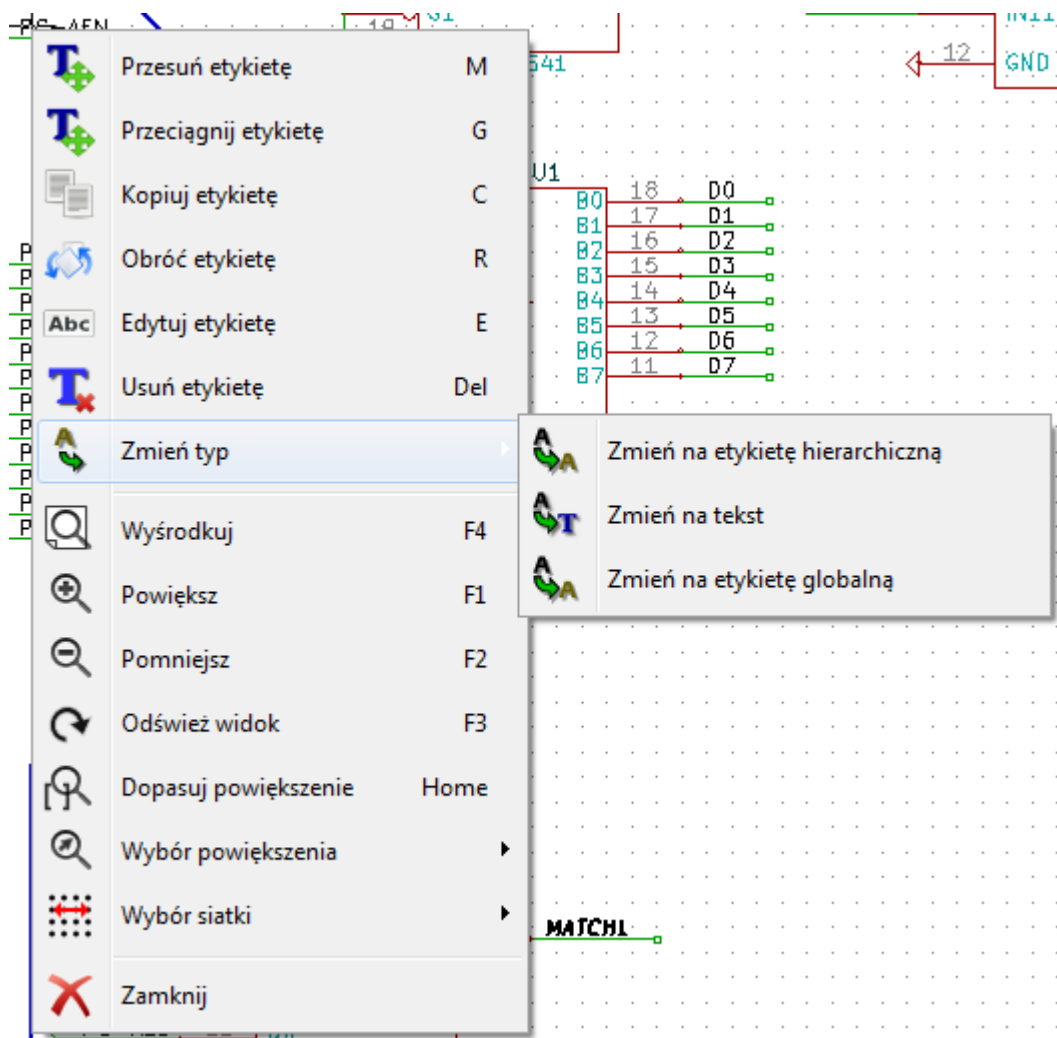 19
G1
541
12
GND
Przesuń etykietę M
Przeciągnij etykietę G
Kopiuj etykietę C
Obróć etykietę R
Edytuj etykietę E
Abc
Usuń etykietę Del
Zmień typ
Wyśrodkuj F4
Powiększ F1
Pomniejsz F2
Odśwież widok F3
Dopasuj powiększenie Home
Wybór powiększenia
Wybór siatki
Zamknij
Zmień na etykietę hierarchiczną
Zmień na tekst
Zmień na etykietę globalną
U1
B0 18 D0
B1 17 D1
B2 16 D2
B3 15 D3
B4 14 D4
B5 13 D5
B6 12 D6
B7 11 D7
MATCH1